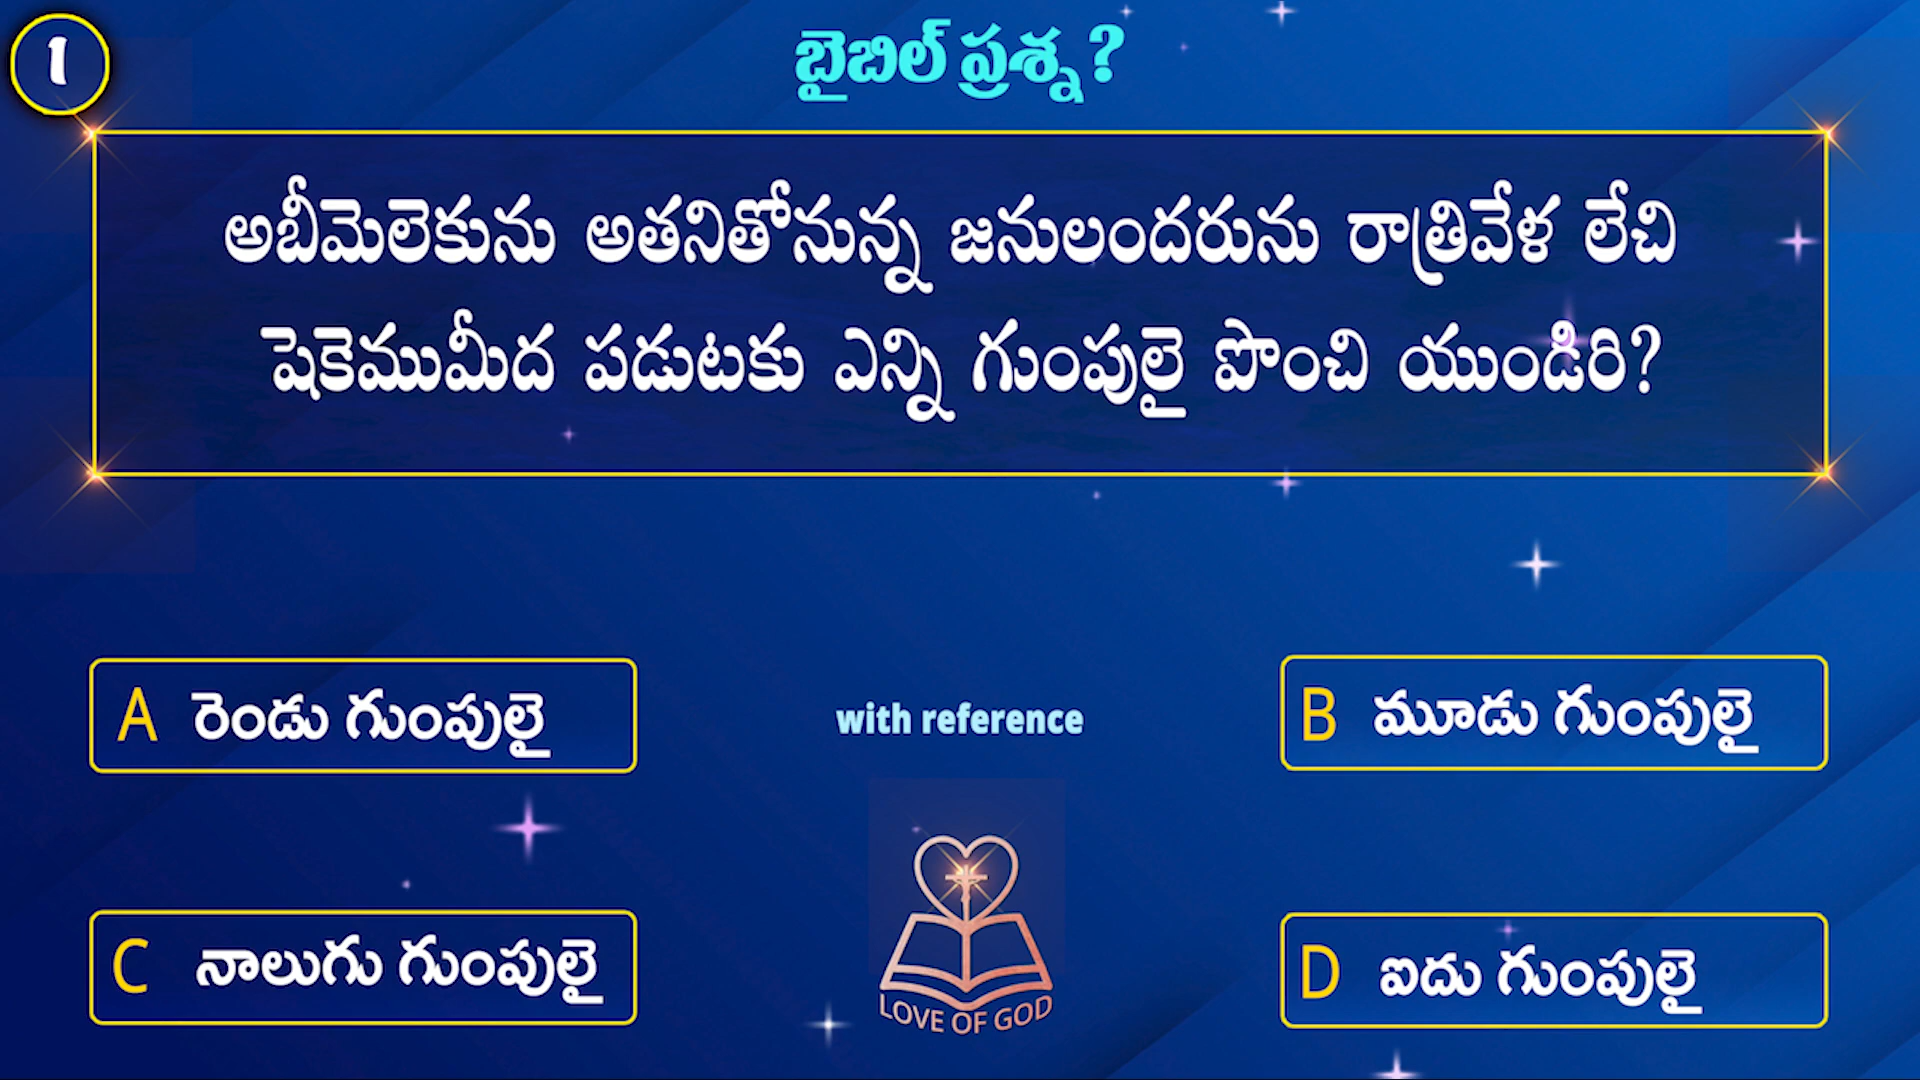 1
బైబిల్ ప్రశ్న?
అబీమెలెకును అతనితోనున్న జనులందరును రాత్రివేళ లేచి
షెకెముమీద పడుటకు ఎన్ని గుంపులై పొంచి యుండిరి?
A రెండు గుంపులై
with reference
B మూడు గుంపులై
C నాలుగు గుంపులై
D ఐదు గుంపులై
LOVE OF GOD